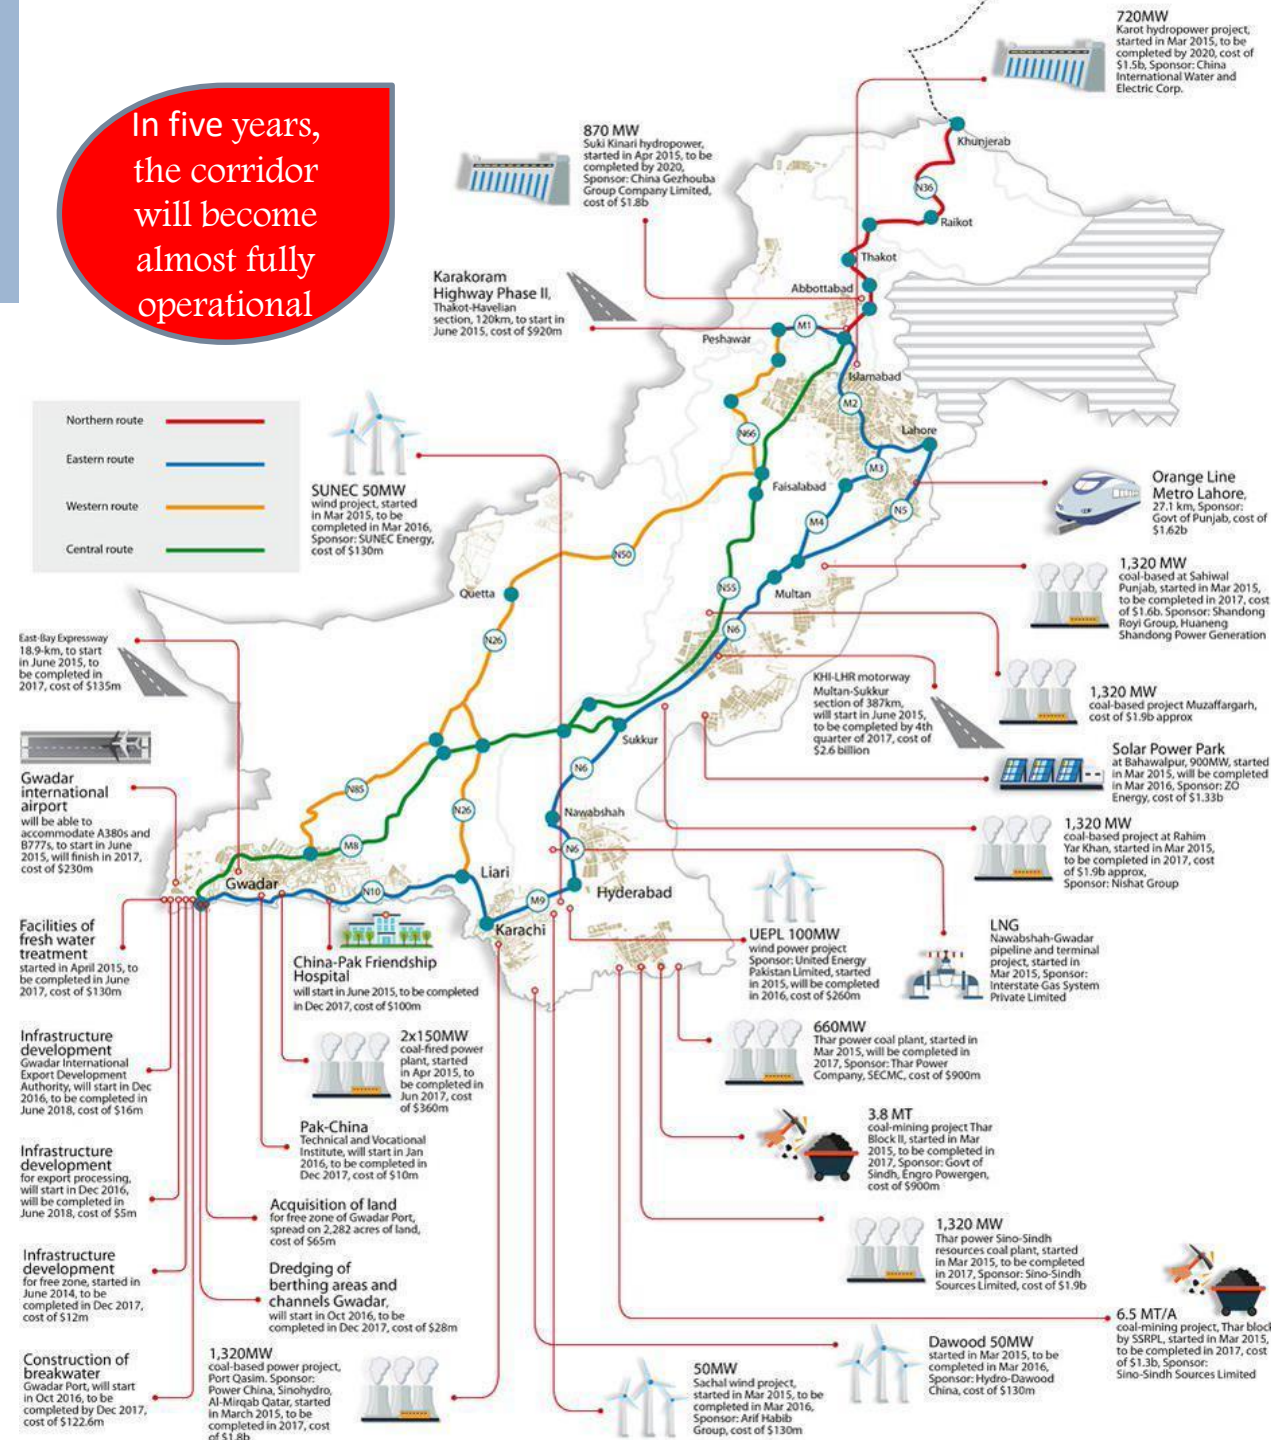 In five years,
the corridor
will become
almost fully
operational
720MW
Karot hydropower project,
started in Mar 2015, to be
completed by 2020, cost of
$1.5b, Sponsor: China
International Water and
Electric Corp.
870 MW
Suki Kinari hydropower,
started in Apr 2015, to be
completed by 2020,
Sponsor: China Gezhouba
Group Company Limited,
cost of $1.8b
Khunjerab
N36
Raikot
Thakot
Abbottabad
Karakoram
Highway Phase II,
Thakot-Havelian
section, 120km, to start in
June 2015, cost of $920m
Peshawar
M1
Islamabad
M2
Northern route
Eastern route
Western route
Central route
SUNEC 50MW
wind project, started
in Mar 2015, to be
completed in Mar 2016,
Sponsor: SUNEC Energy,
cost of $130m
N66
Lahore
M3
Faisalabad
M4
N5
Orange Line
Metro Lahore,
27.1 km, Sponsor:
Govt of Punjab, cost of
$1.62b
N50
N55
Multan
Quetta
N26
N6
1,320 MW
coal-based at Sahiwal
Punjab, started in Mar 2015,
to be completed in 2017, cost
of $1.6b. Sponsor: Shandong
Royi Group, Huaneng
Shandong Power Generation
East-Bay Expressway
18.9-km, to start
in June 2015, to
be completed in
2017, cost of $135m
KHI-LHR motorway
Multan-Sukkur
section of 387km,
will start in June 2015,
to be completed by 4th
quarter of 2017, cost of
$2.6 billion
1,320 MW
coal-based project Muzaffargarh,
cost of $1.9b approx
Sukkur
N6
Solar Power Park
at Bahawalpur, 900MW, started
in Mar 2015, will be completed
in Mar 2016, Sponsor: ZO
Energy, cost of $1.33b
Gwadar
international
airport
will be able to
accommodate A380s and
B777s, to start in June
2015, will finish in 2017,
cost of $230m
N85
N26
Nawabshah
M8
N6
1,320 MW
coal-based project at Rahim
Yar Khan, started in Mar 2015,
to be completed in 2017, cost
of $1.9b approx,
Sponsor: Nishat Group
Gwadar
N10
Liari
M9
Hyderabad
Karachi
Facilities of
fresh water
treatment
started in April 2015, to
be completed in June
2017, cost of $130m
China-Pak Friendship
Hospital
will start in June 2015, to be completed
in Dec 2017, cost of $100m
UEPL 100MW
wind power project
Sponsor: United Energy
Pakistan Limited, started
in 2015, will be completed
in 2016, cost of $260m
LNG
Nawabshah-Gwadar
pipeline and terminal
project, started in
Mar 2015, Sponsor:
Interstate Gas System
Private Limited
Infrastructure
development
Gwadar International
Export Development
Authority, will start in Dec
2016, to be completed in
June 2018, cost of $16m
2x150MW
coal-fired power
plant, started
in Apr 2015, to
be completed in
Jun 2017, cost
of $360m
660MW
Thar power coal plant, started in
Mar 2015, will be completed in
2017, Sponsor: Thar Power
Company, SECMC, cost of $900m
Pak-China
Technical and Vocational
Institute, will start in Jan
2016, to be completed in
Dec 2017, cost of $10m
3.8 MT
coal-mining project Thar
Block II, started in Mar
2015, to be completed in
2017, Sponsor: Govt of
Sindh, Engro Powergen,
cost of $900m
Infrastructure
development
for export processing,
will start in Dec 2016,
will be completed in
June 2018, cost of $5m
Acquisition of land
for free zone of Gwadar Port,
spread on 2,282 acres of land,
cost of $65m
1,320 MW
Thar power Sino-Sindh
resources coal plant, started
in Mar 2015, to be completed
in 2017, Sponsor: Sino-Sindh
Sources Limited, cost of $1.9b
Infrastructure
development
for free zone, started in
June 2014, to be
completed in Dec 2017,
cost of $12m
Dredging of
berthing areas and
channels Gwadar,
will start in Oct 2016, to be
completed in Dec 2017, cost of $28m
6.5 MT/A
coal-mining project, Thar block
by SSRPL, started in Mar 2015,
to be completed in 2017, cost
of $1.3b, Sponsor:
Sino-Sindh Sources Limited
Construction of
breakwater
Gwadar Port, will start
in Oct 2016, to be
completed by Dec 2017,
cost of $122.6m
1,320MW
coal-based power project,
Port Qasim. Sponsor:
Power China, Sinohydro,
Al-Mirqab Qatar, started
in March 2015, to be
completed in 2017, cost
of $1.8b
50MW
Sachal wind project,
started in Mar 2015, to be
completed in Mar 2016,
Sponsor: Arif Habib
Group, cost of $130m
Dawood 50MW
started in Mar 2015, to be
completed in Mar 2016,
Sponsor: Hydro-Dawood
China, cost of $130m